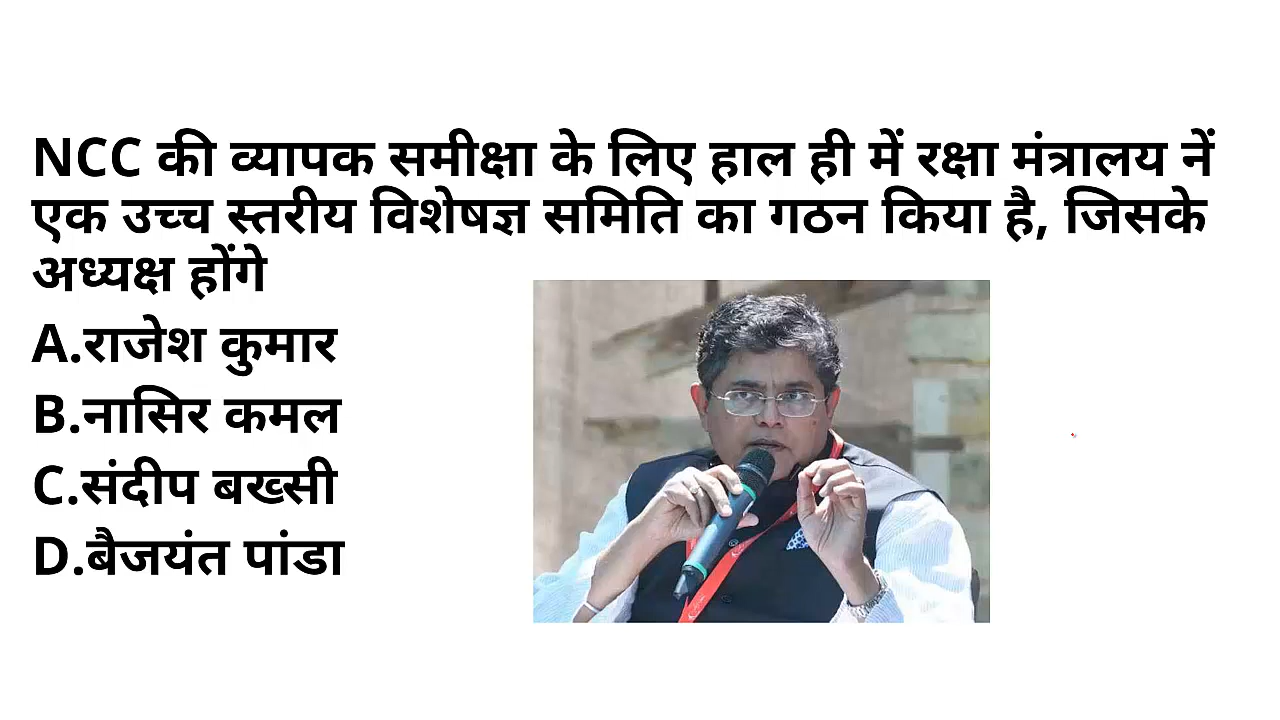 NCC की व्यापक समीक्षा के लिए हाल ही में रक्षा मंत्रालय नें
एक उच्च स्तरीय विशेषज्ञ समिति का गठन किया है, जिसके
अध्यक्ष होंगे
A.राजेश कुमार
B.नासिर कमल
C.संदीप बख्सी
D.बैजयंत पांडा